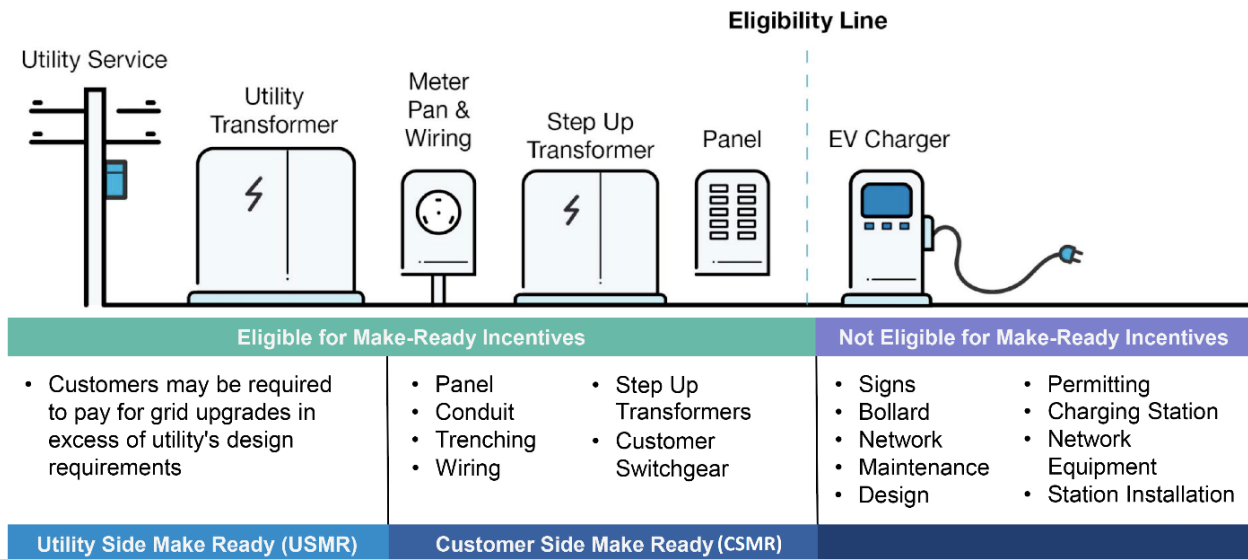 Eligibility Line
Utility Service
Utility
Transformer
Meter
Pan &
Wiring
Step Up
Transformer
Panel
EV Charger
Eligible for Make-Ready Incentives
Not Eligible for Make-Ready Incentives
• Customers may be required
to pay for grid upgrades in
excess of utility's design
requirements
• Panel
• Conduit
• Trenching
• Wiring
• Step Up
Transformers
• Customer
Switchgear
• Signs
• Bollard
• Network
• Maintenance
• Design
• Permitting
• Charging Station
• Network
Equipment
• Station Installation
Utility Side Make Ready (USMR)
Customer Side Make Ready (CSMR)